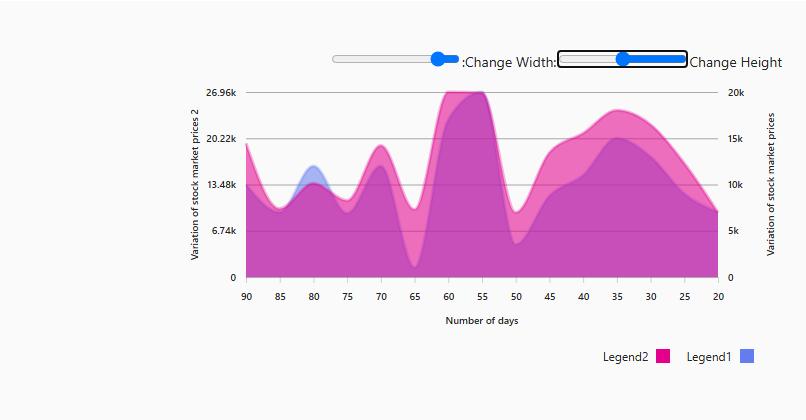 :Change Width: Change Height
Variation of stock market prices 2
26.96k
20.22k
13.48k
6.74k
0
20k
15k
10k
5k
0
Variation of stock market prices
90 85 80 75 70 65 60 55 50 45 40 35 30 25 20
Number of days
Legend2 Legend1